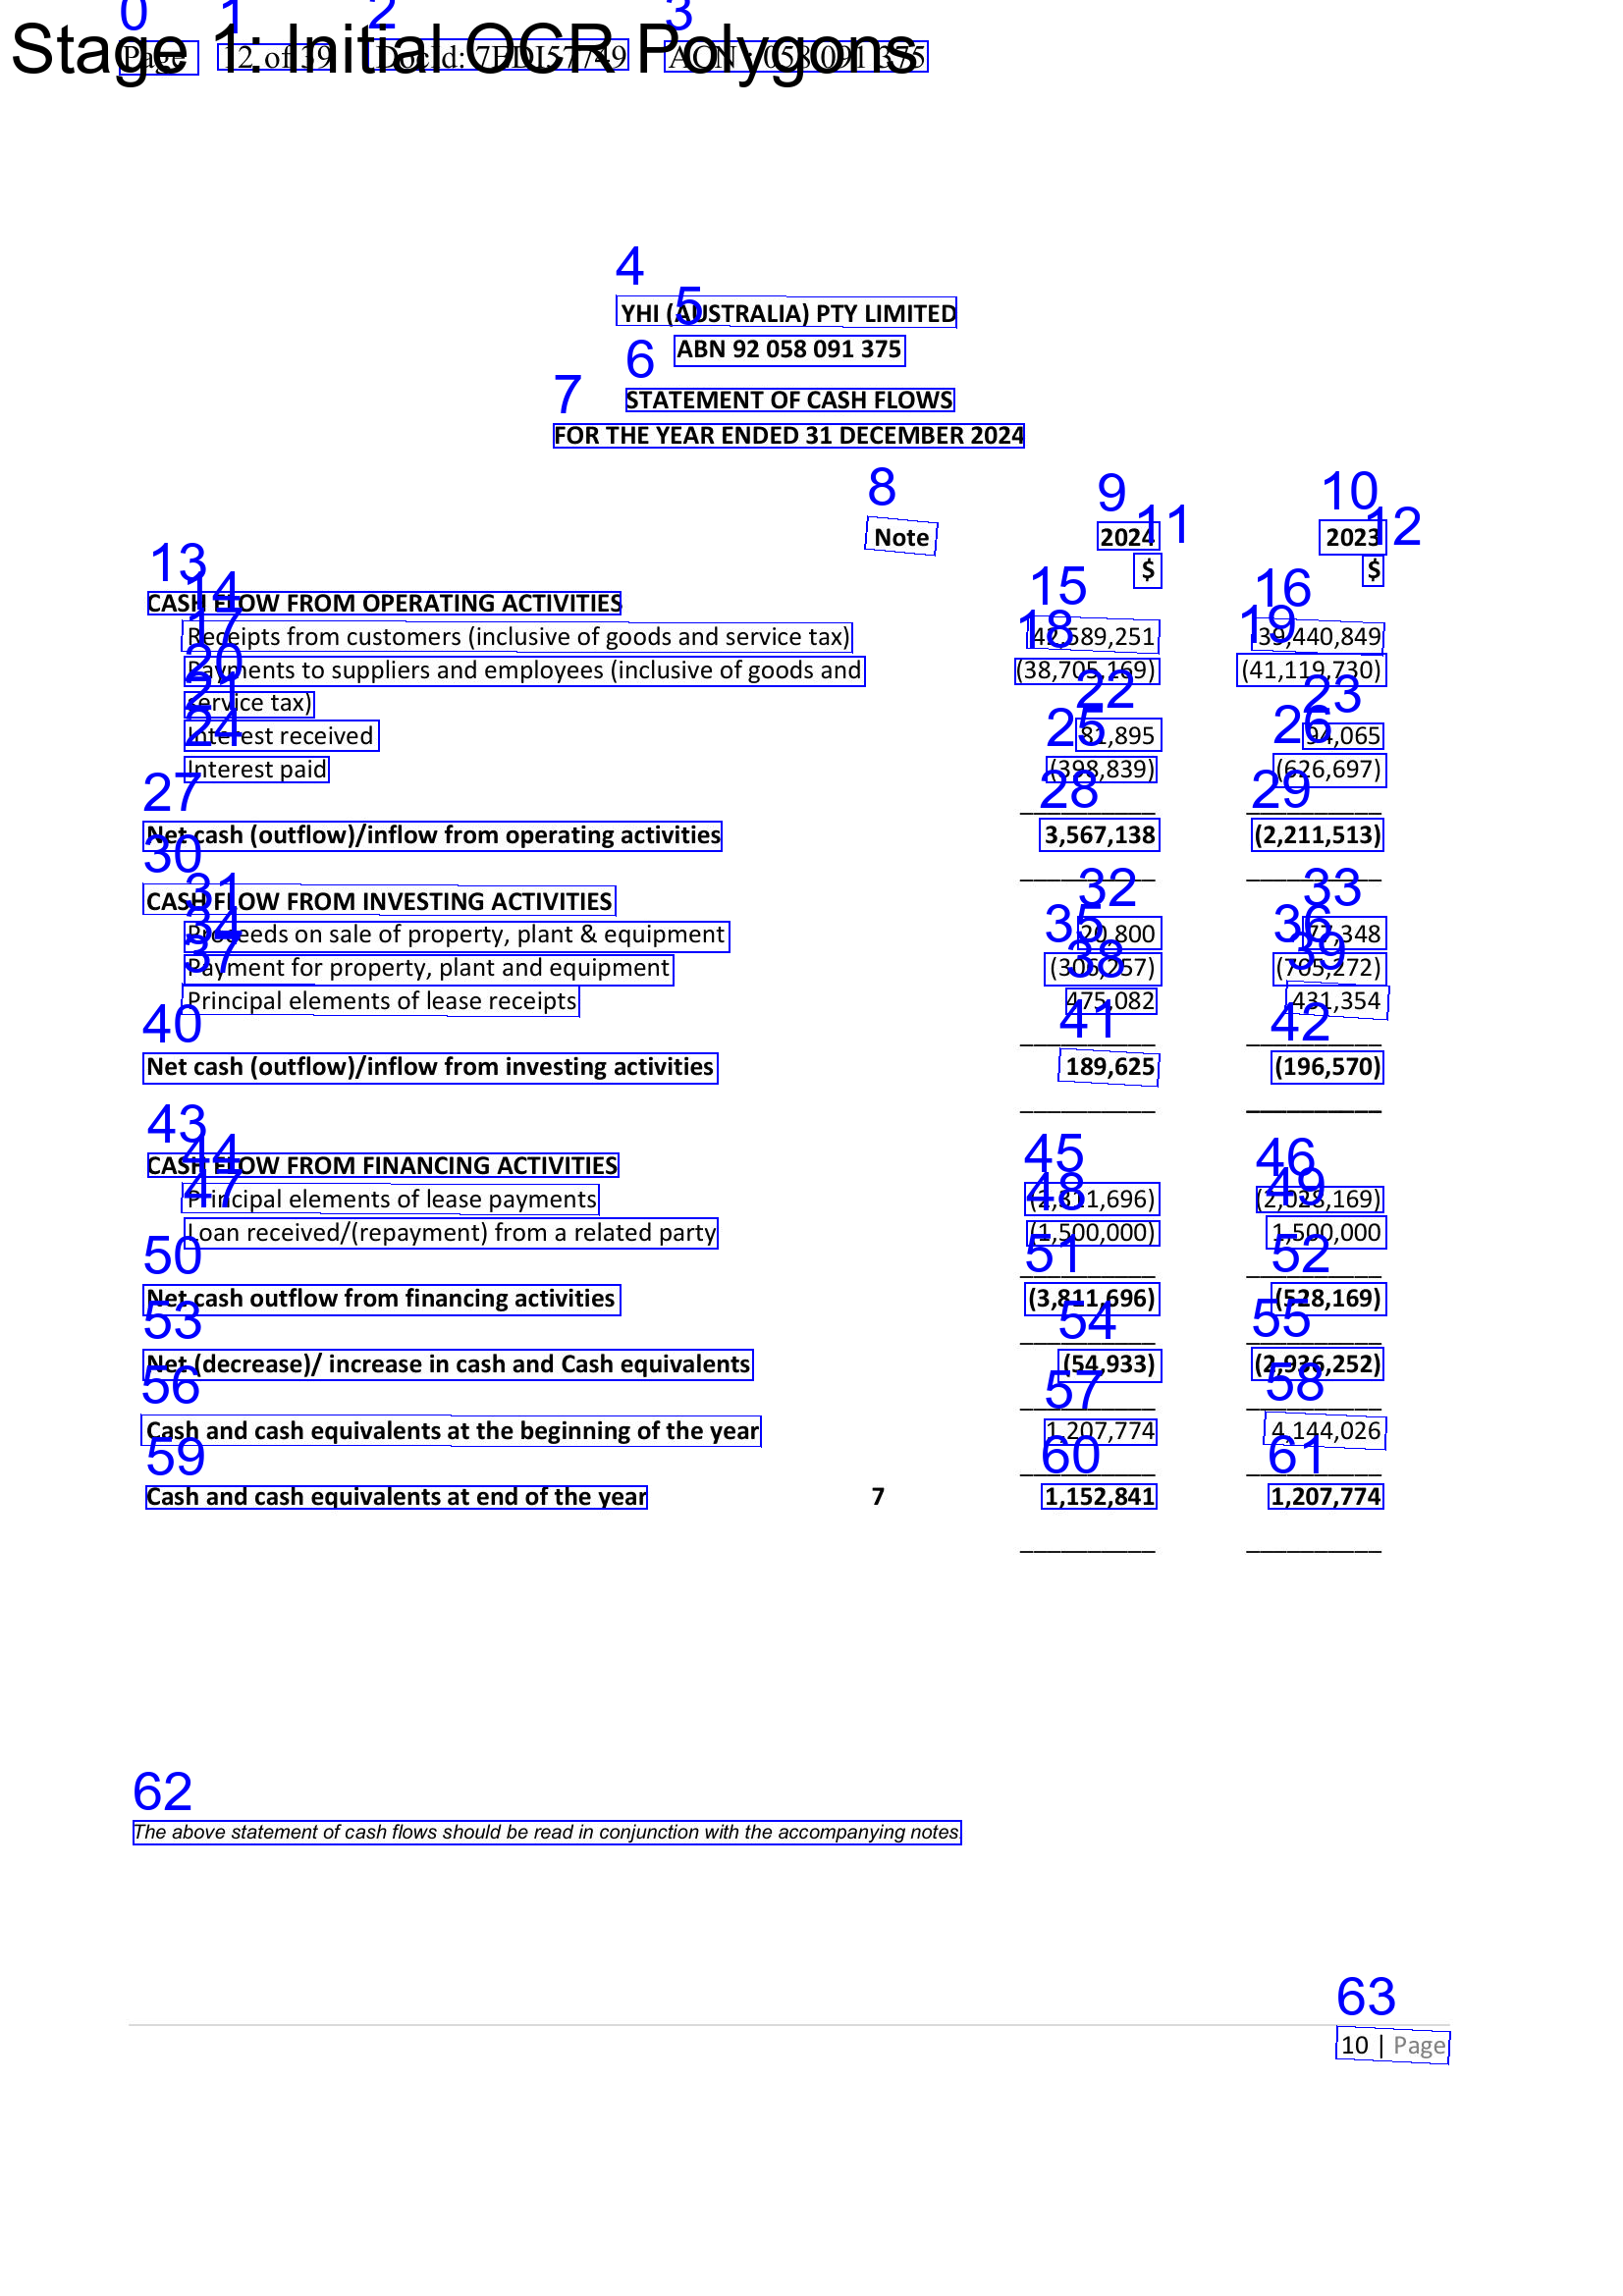 0 1 2 3
Stage 1: Initial OCR Polygons
Page 12 of 39 DocId: ACN : 058 091 375
4
5
YHI (AUSTRALIA) PTY LIMITED
ABN 92 058 091 375
6
STATEMENT OF CASH FLOWS
7
FOR THE YEAR ENDED 31 DECEMBER 2024
8 9 10
11 12
Note 2024 2023
$ $
13
CASH FLOW FROM OPERATING ACTIVITIES
14 15 16
Receipts from customers (inclusive of goods and service tax) 42,589,251 39,440,849
17 18 19
Payments to suppliers and employees (inclusive of goods and (38,705,169) (41,119,730)
20
service tax)
21 22 23
Interest received 81,895 94,065
24 25 26
Interest paid (398,839) (626,697)
27 28 29
Net cash (outflow)/inflow from operating activities 3,567,138 (2,211,513)
30
CASH FLOW FROM INVESTING ACTIVITIES
31 32 33
Proceeds on sale of property, plant & equipment 20,800 77,348
34 35 36
Payment for property, plant and equipment (306,257) (705,272)
37 38 39
Principal elements of lease receipts 475,082 431,354
40 41 42
Net cash (outflow)/inflow from investing activities 189,625 (196,570)
43
CASH FLOW FROM FINANCING ACTIVITIES
44 45 46
Principal elements of lease payments (2,311,696) (2,028,169)
47 48 49
Loan received/(repayment) from a related party (1,500,000) 1,500,000
50 51 52
Net cash outflow from financing activities (3,811,696) (528,169)
53 54 55
Net (decrease)/ increase in cash and Cash equivalents (54,933) (2,936,252)
56 57 58
Cash and cash equivalents at the beginning of the year 1,207,774 4,144,026
59 60 61
Cash and cash equivalents at end of the year 7 1,152,841 1,207,774
62
The above statement of cash flows should be read in conjunction with the accompanying notes.
63
10 | Page